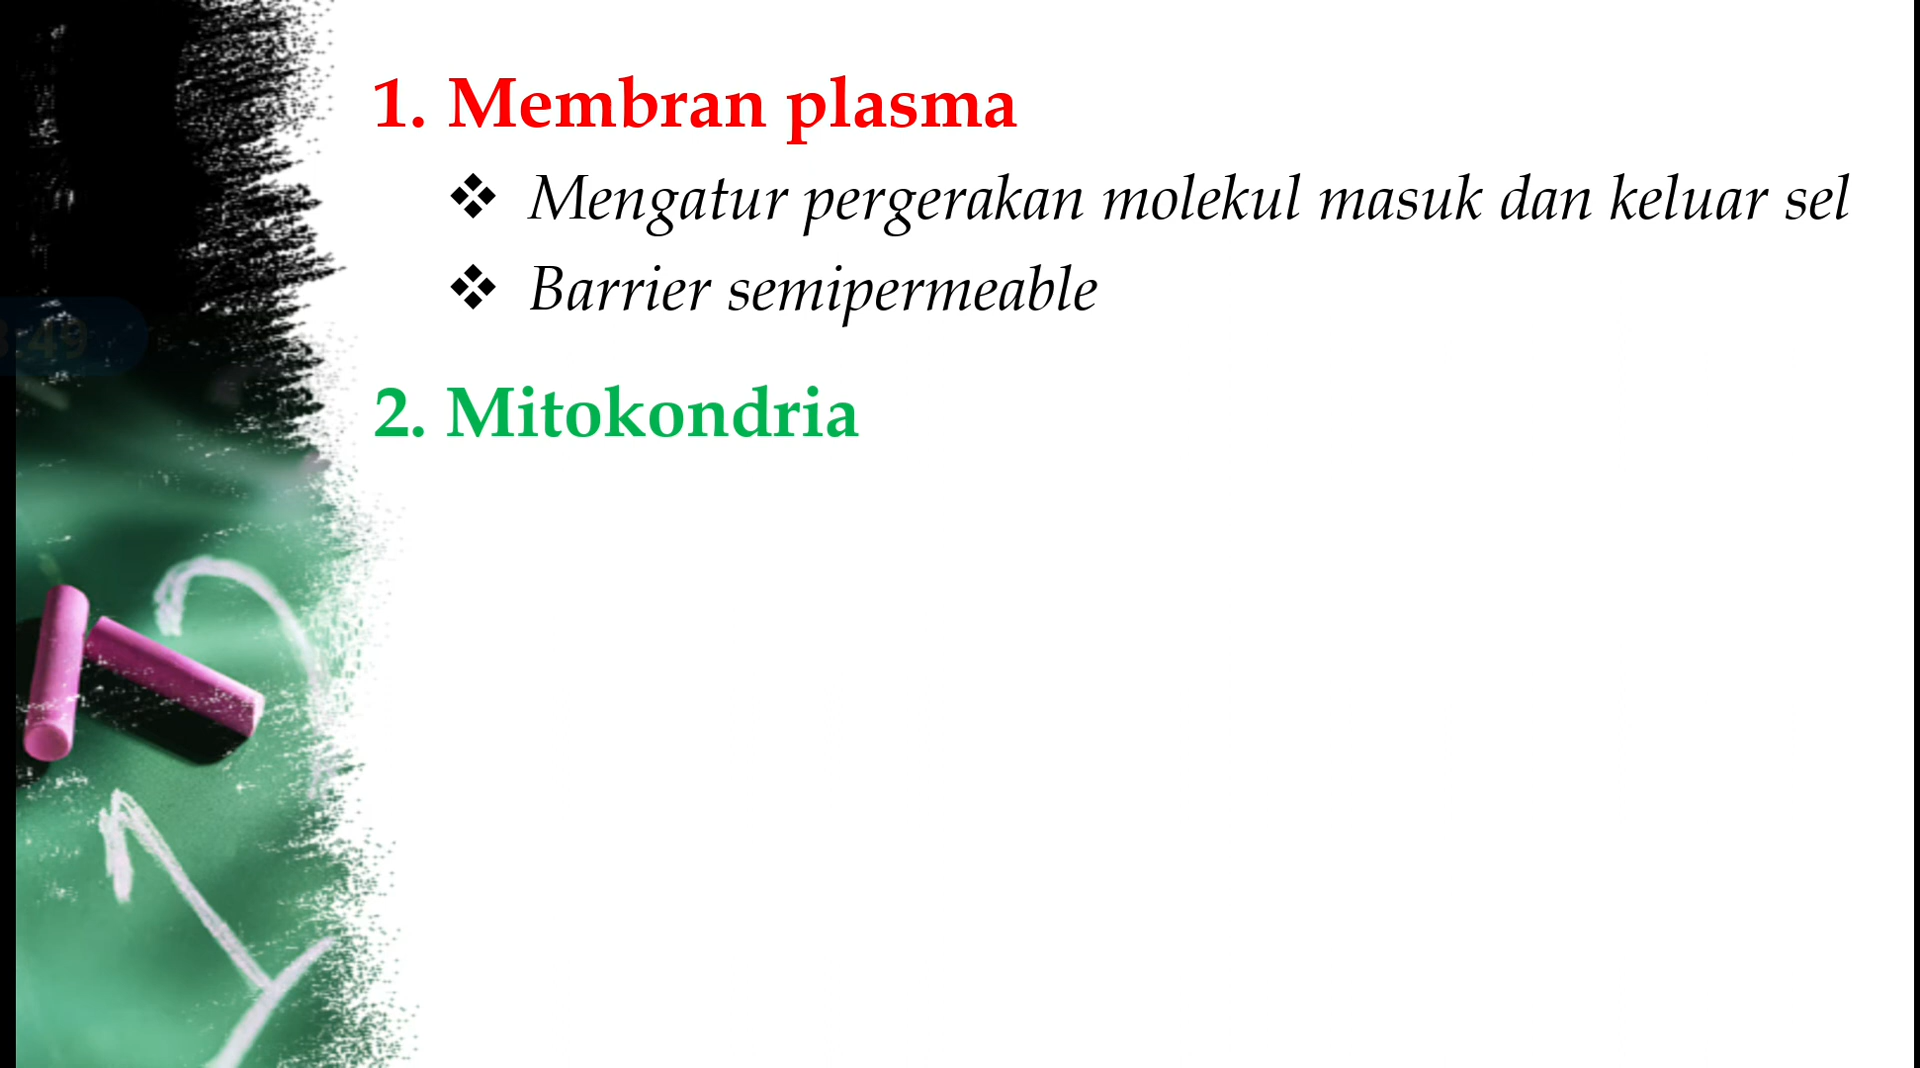 1. Membran plasma
❖ Mengatur pergerakan molekul masuk dan keluar sel
❖ Barrier semipermeable
2. Mitokondria